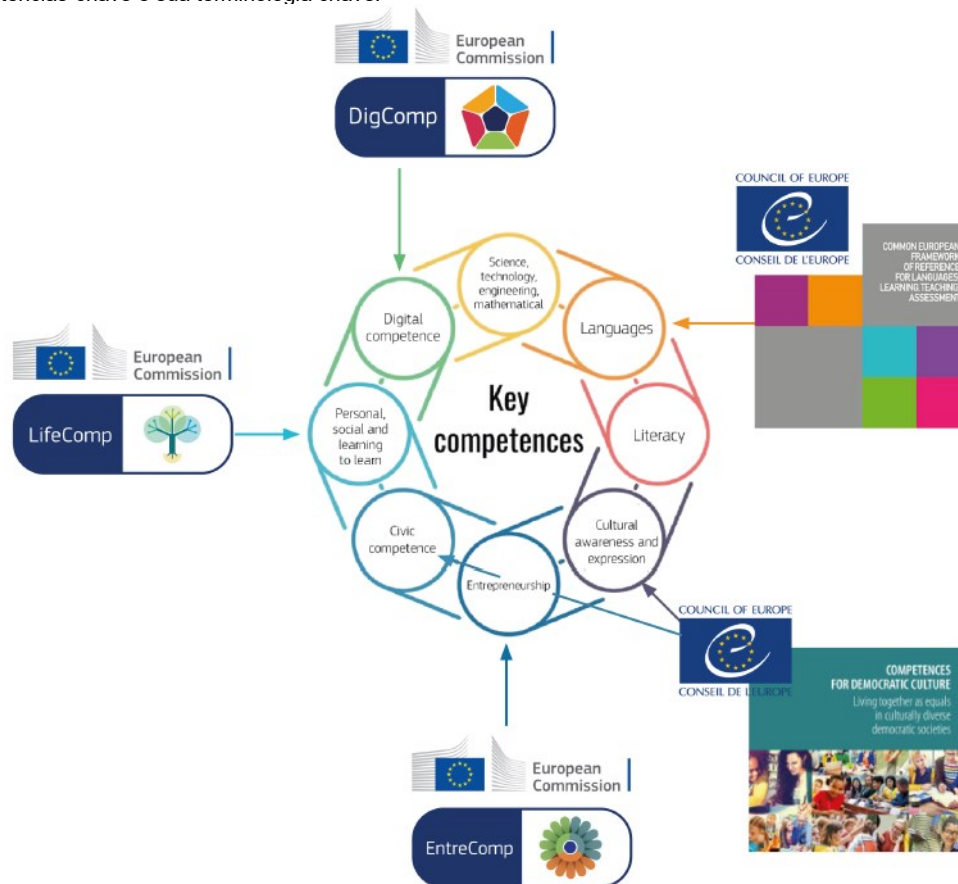 European
Commission
DigComp
COUNCIL OF EUROPE
CONSEIL DE L'EUROPE
COMMON EUROPEAN
FRAMEWORK
OF REFERENCE
FOR LANGUAGES:
LEARNING, TEACHING,
ASSESSMENT
Science,
technology,
engineering,
mathematical
Digital
competence
Languages
European
Commission
LifeComp
Personal,
social and
learning
to learn
Key
competences
Literacy
Civic
competence
Cultural
awareness and
expression
Entrepreneurship
COUNCIL OF EUROPE
CONSEIL DE L'EUROPE
COMPETENCES
FOR DEMOCRATIC CULTURE
Living together as equals
in culturally diverse
democratic societies
European
Commission
EntreComp